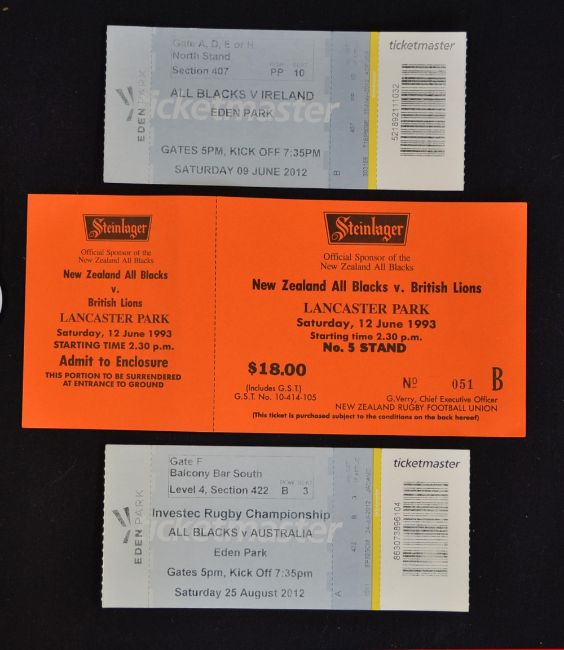 Gate A, D, E or H
North Stand
ROW SEAT
Section 407 PP 10
ALL BLACKS V IRELAND
EDEN PARK
GATES 5PM, KICK OFF 7:35PM
SATURDAY 09 JUNE 2012
EDEN PARK
ticketmaster
B
ticketmaster
521892111032
Steinlager
Official Sponsor of the
New Zealand All Blacks
New Zealand All Blacks
v.
British Lions
LANCASTER PARK
Saturday, 12 June 1993
STARTING TIME 2.30 p.m.
Admit to Enclosure
THIS PORTION TO BE SURRENDERED
AT ENTRANCE TO GROUND
Steinlager
Official Sponsor of the
New Zealand All Blacks
New Zealand All Blacks v. British Lions
LANCASTER PARK
Saturday, 12 June 1993
Starting time 2.30 p.m.
No. 5 STAND
$18.00
(Includes G.S.T.)
G.S.T. No. 10-414-105
No 051 B
G.Verry, Chief Executive Officer
NEW ZEALAND RUGBY FOOTBALL UNION
(This ticket is purchased subject to the conditions on the back hereof)
Gate F
Balcony Bar South
ROW SEAT
Level 4, Section 422 B 3
Investec Rugby Championship
ALL BLACKS v AUSTRALIA
Eden Park
Gates 5pm, Kick Off 7:35pm
Saturday 25 August 2012
EDEN PARK
ticketmaster
A
ticketmaster
863073896104